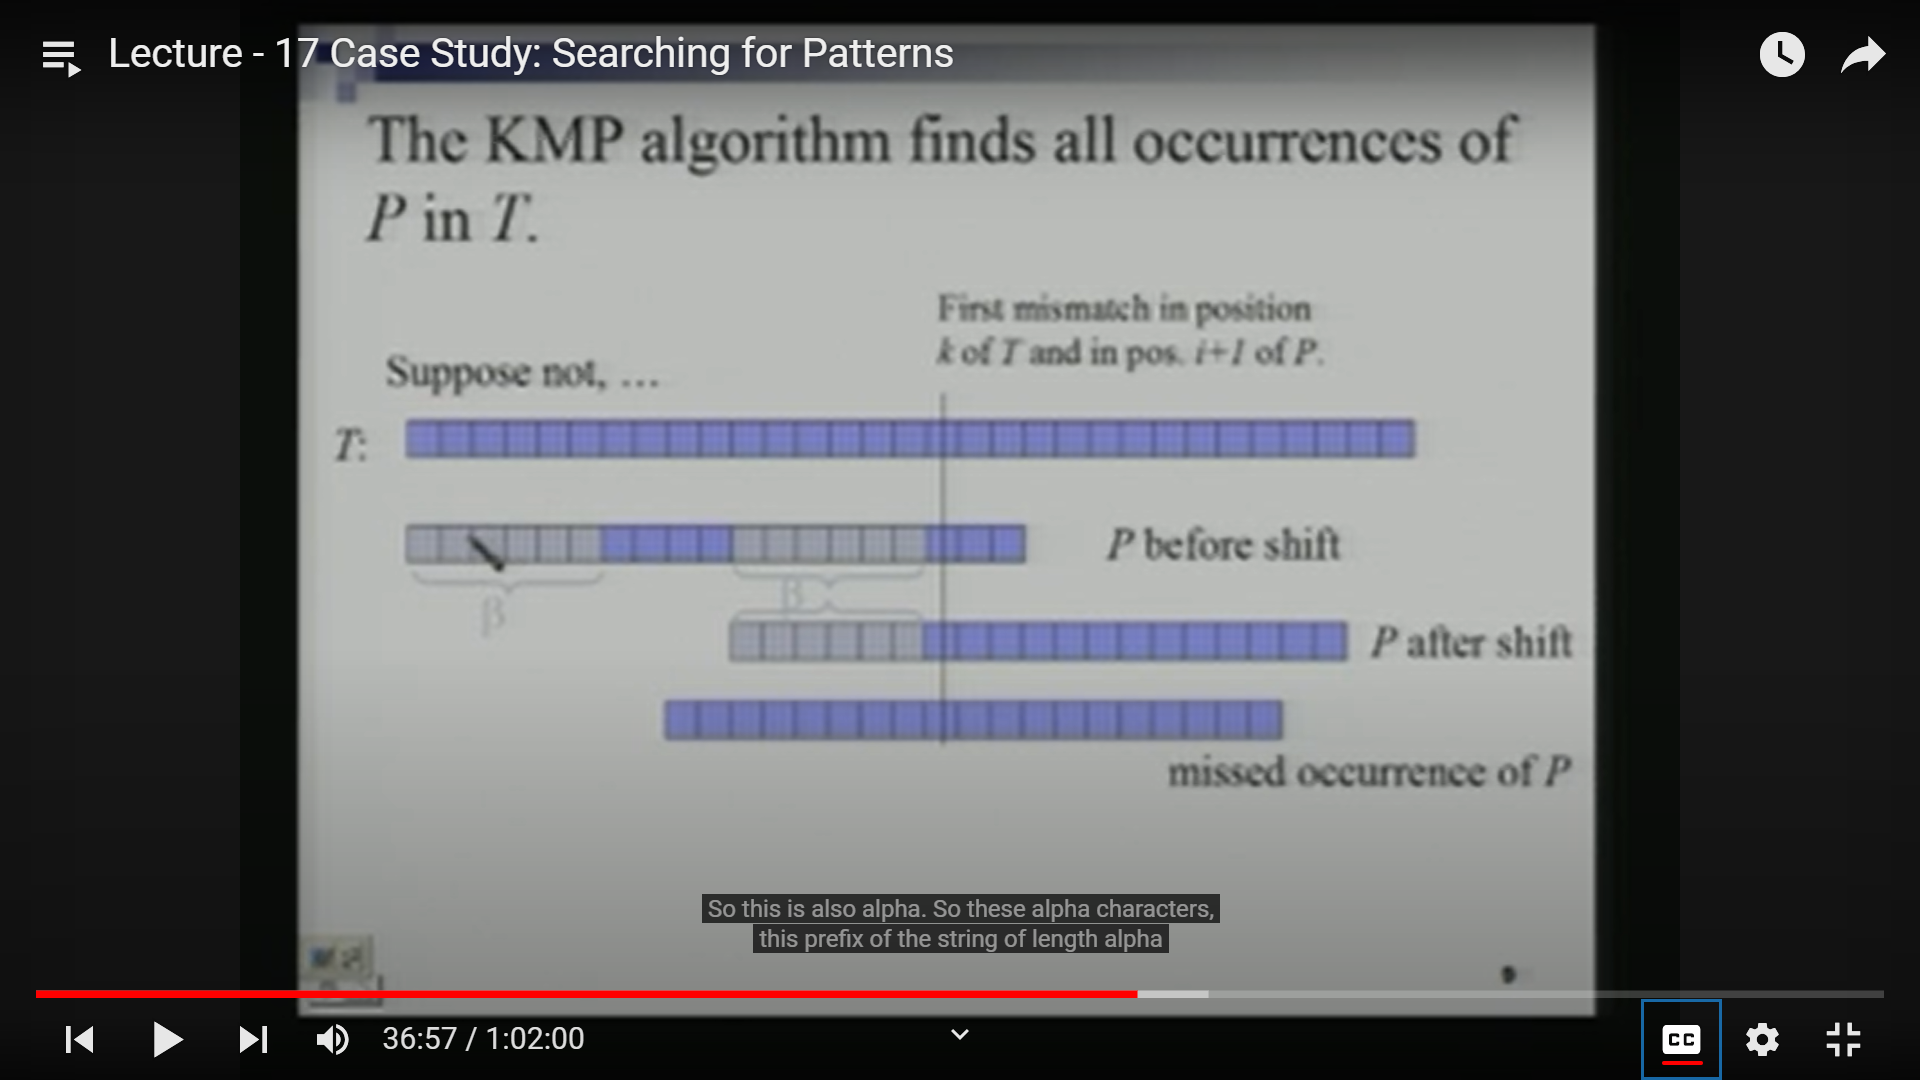 Lecture - 17 Case Study: Searching for Patterns
The KMP algorithm finds all occurrences of
P in T.
First mismatch in position
k of T and in pos. i+1 of P.
Suppose not, ...
T:
P before shift
β
β
P after shift
missed occurrence of P
So this is also alpha. So these alpha characters,
this prefix of the string of length alpha
9
36:57 / 1:02:00
CC